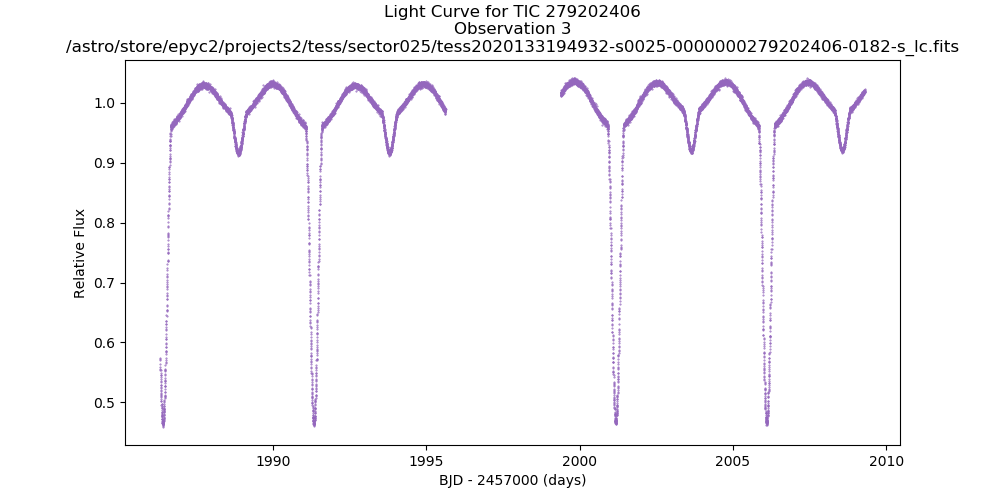 Light Curve for TIC 279202406
Observation 3
/astro/store/epyc2/projects2/tess/sector025/tess2020133194932-s0025-0000000279202406-0182-s_lc.fits
Relative Flux
1.0
0.9
0.8
0.7
0.6
0.5
1990
1995
2000
2005
2010
BJD - 2457000 (days)